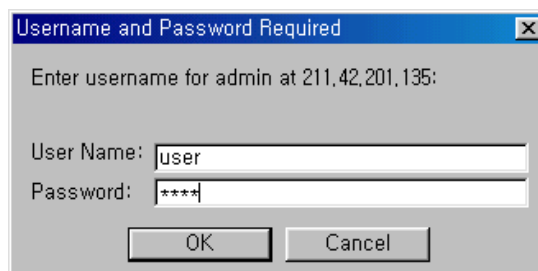 Username and Password Required
Enter username for admin at 211,42,201,135:
User Name: user
Password: ****
OK Cancel